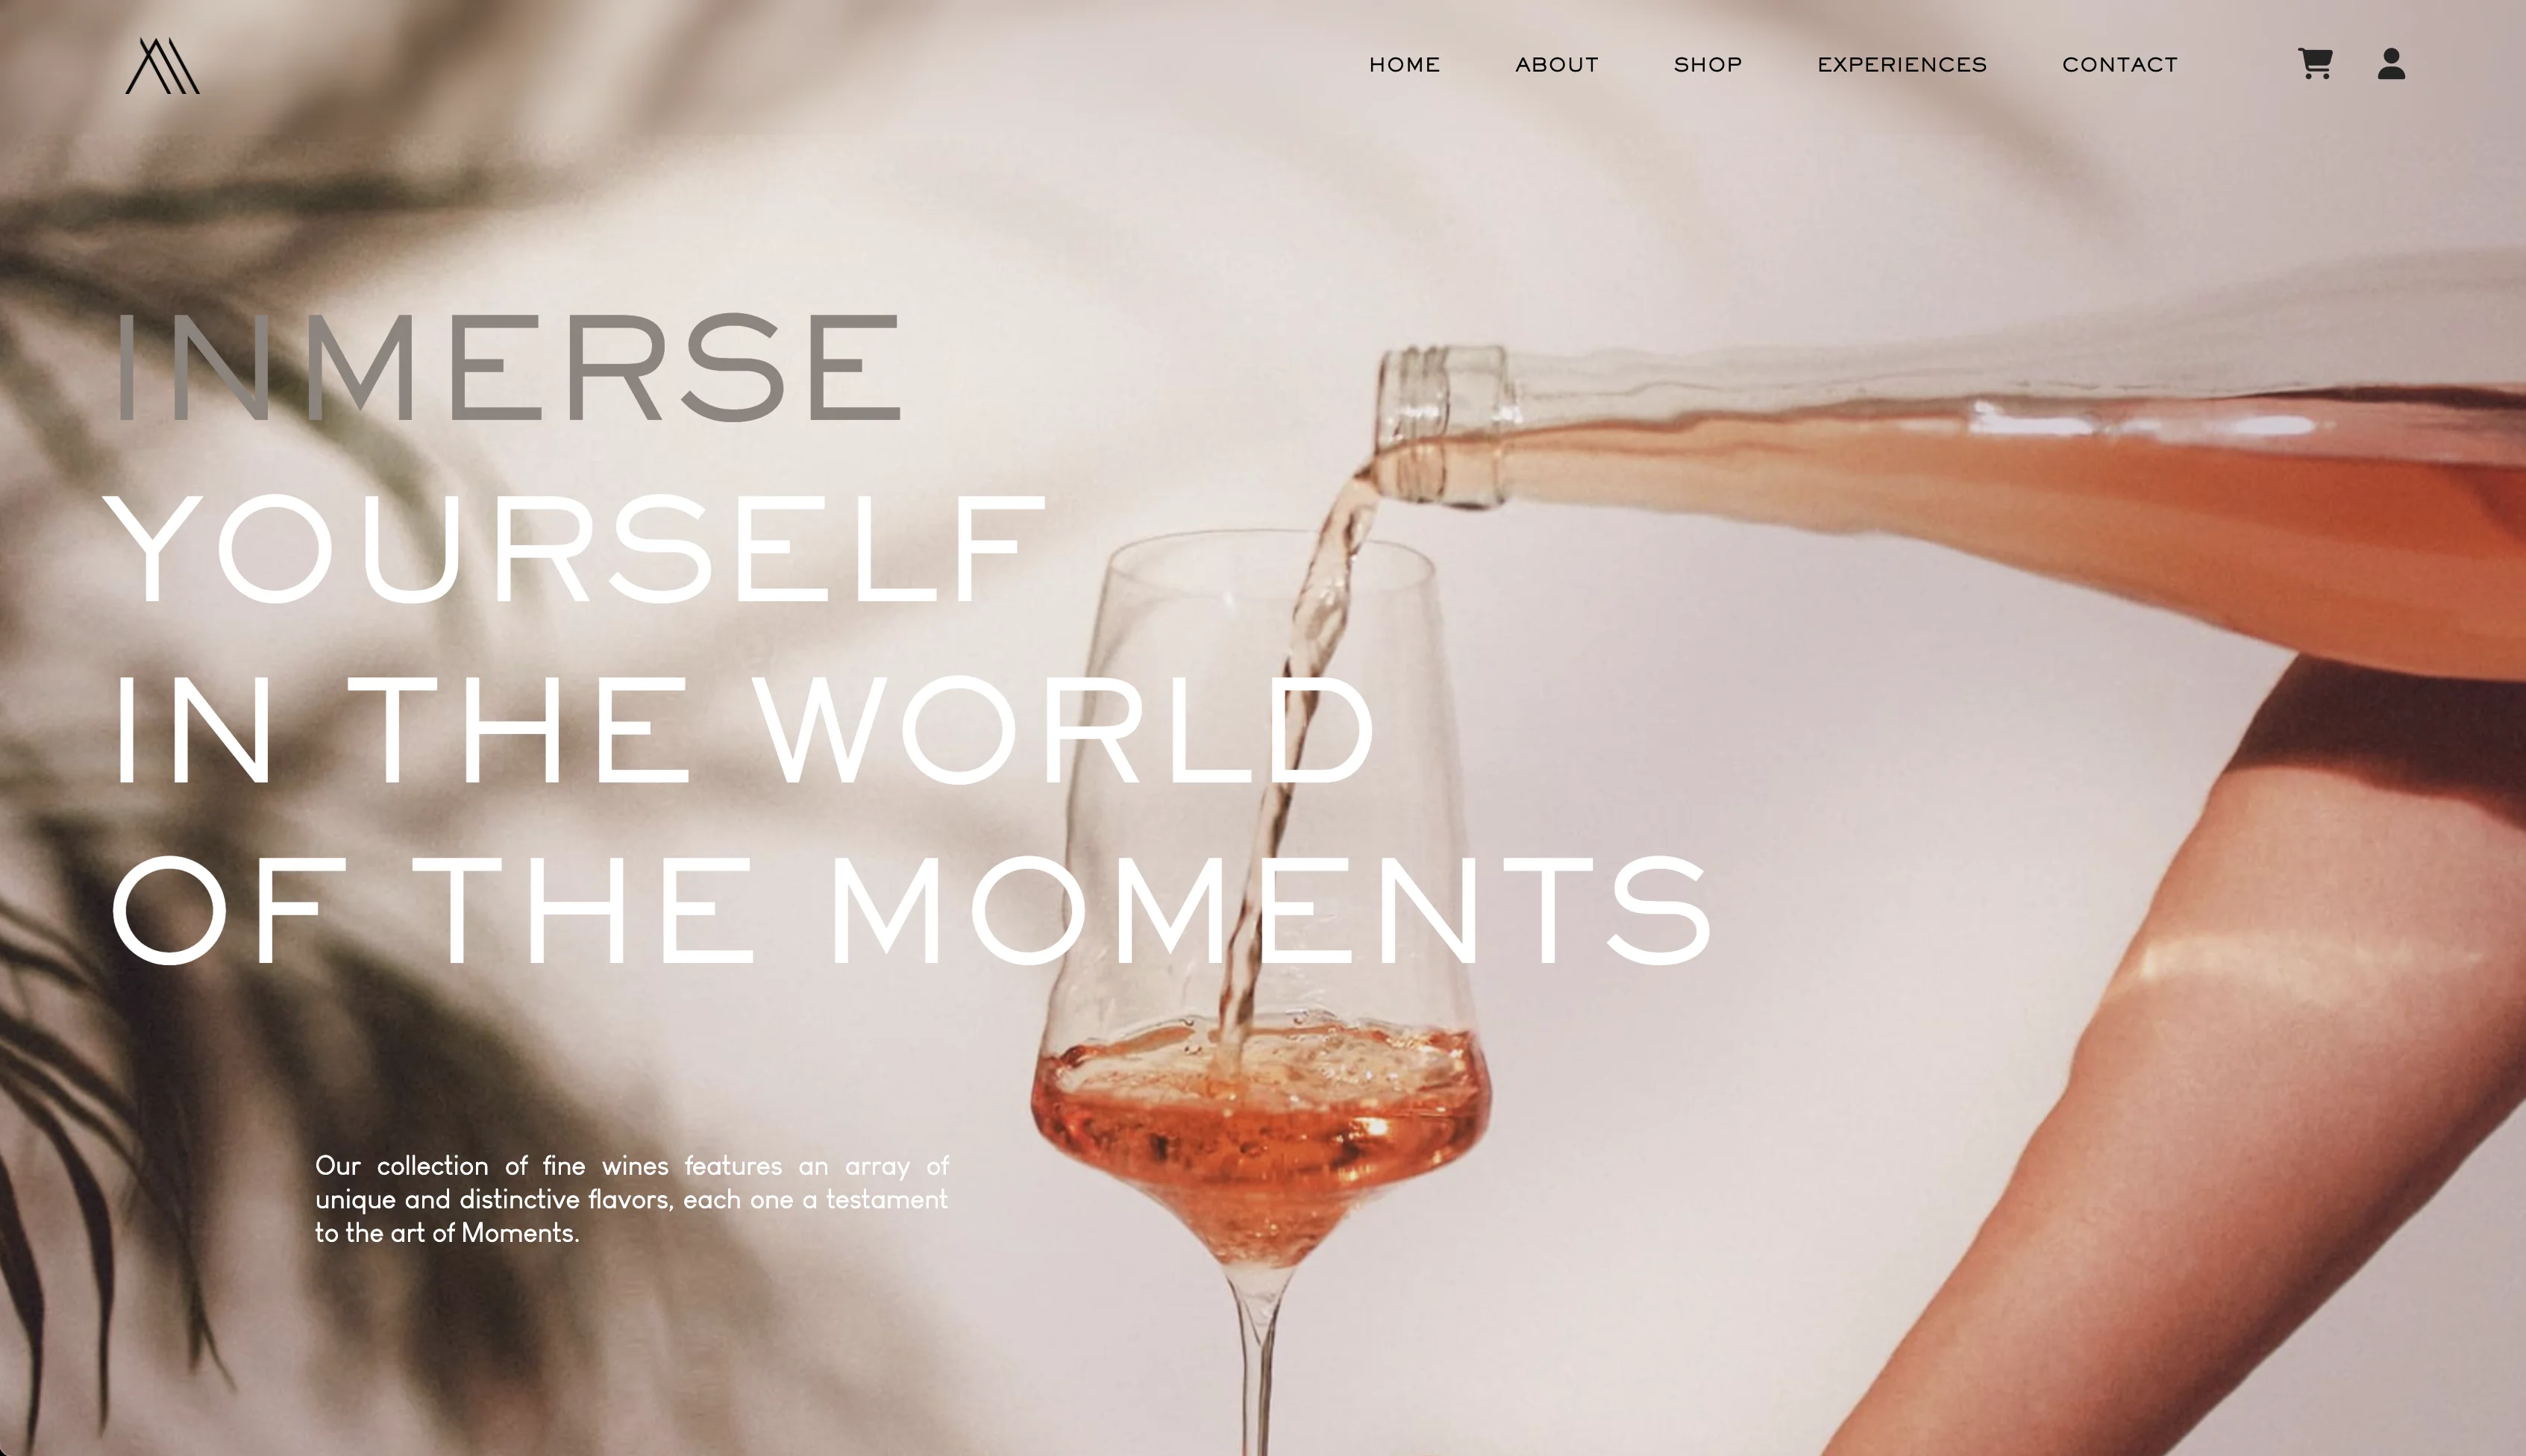 HOME ABOUT SHOP EXPERIENCES CONTACT
INMERSE
YOURSELF
IN THE WORLD
OF THE MOMENTS
Our collection of fine wines features an array of
unique and distinctive flavors, each one a testament
to the art of Moments.